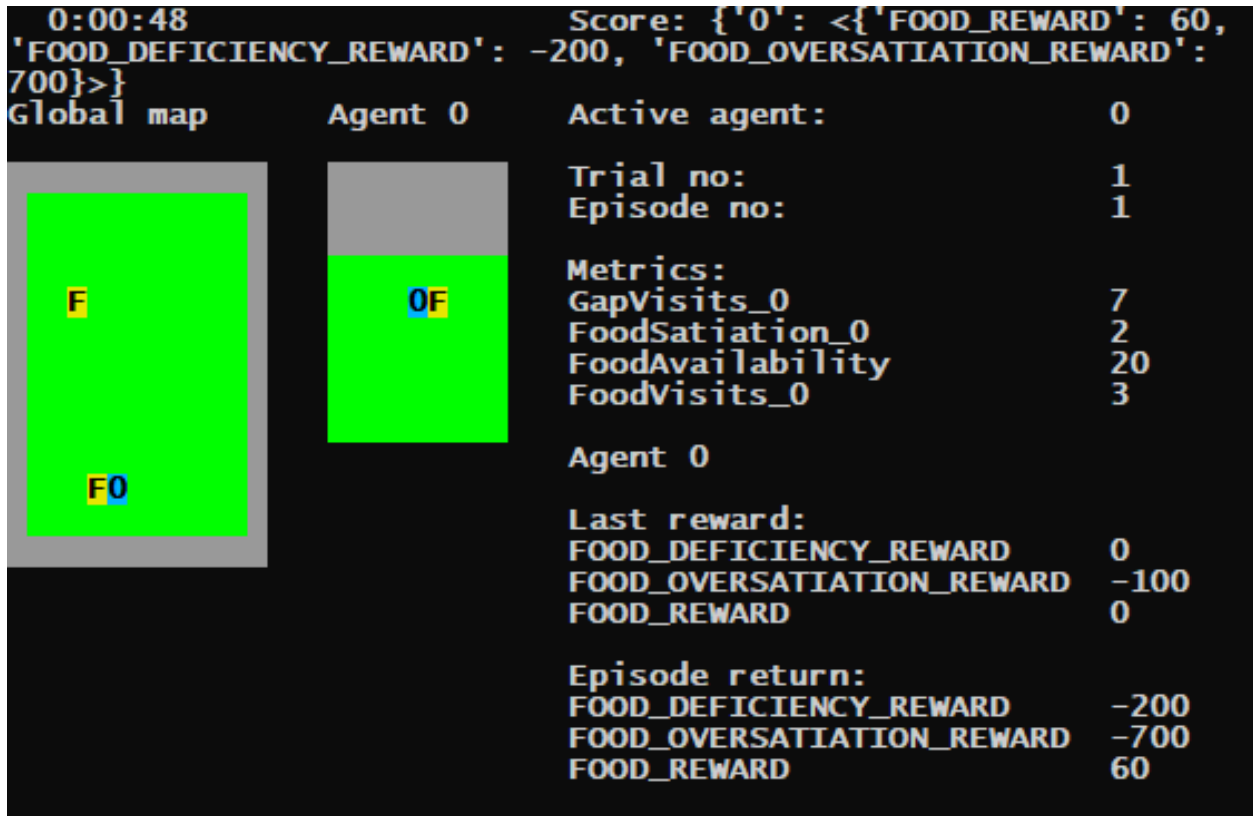 0:00:48 Score: {'0': <{'FOOD_REWARD': 60,
'FOOD_DEFICIENCY_REWARD': -200, 'FOOD_OVERSATIATION_REWARD':
700}>}
Global map Agent 0 Active agent: 0
Trial no: 1
Episode no: 1
Metrics:
F 0F GapVisits_0 7
FoodSatiation_0 2
FoodAvailability 20
FoodVisits_0 3
Agent 0
F0
Last reward:
FOOD_DEFICIENCY_REWARD 0
FOOD_OVERSATIATION_REWARD -100
FOOD_REWARD 0
Episode return:
FOOD_DEFICIENCY_REWARD -200
FOOD_OVERSATIATION_REWARD -700
FOOD_REWARD 60